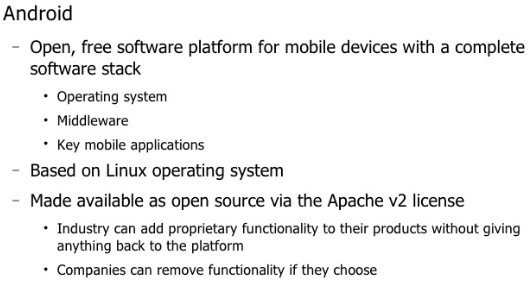 Android
– Open, free software platform for mobile devices with a complete
software stack
• Operating system
• Middleware
• Key mobile applications
– Based on Linux operating system
– Made available as open source via the Apache v2 license
• Industry can add proprietary functionality to their products without giving
anything back to the platform
• Companies can remove functionality if they choose